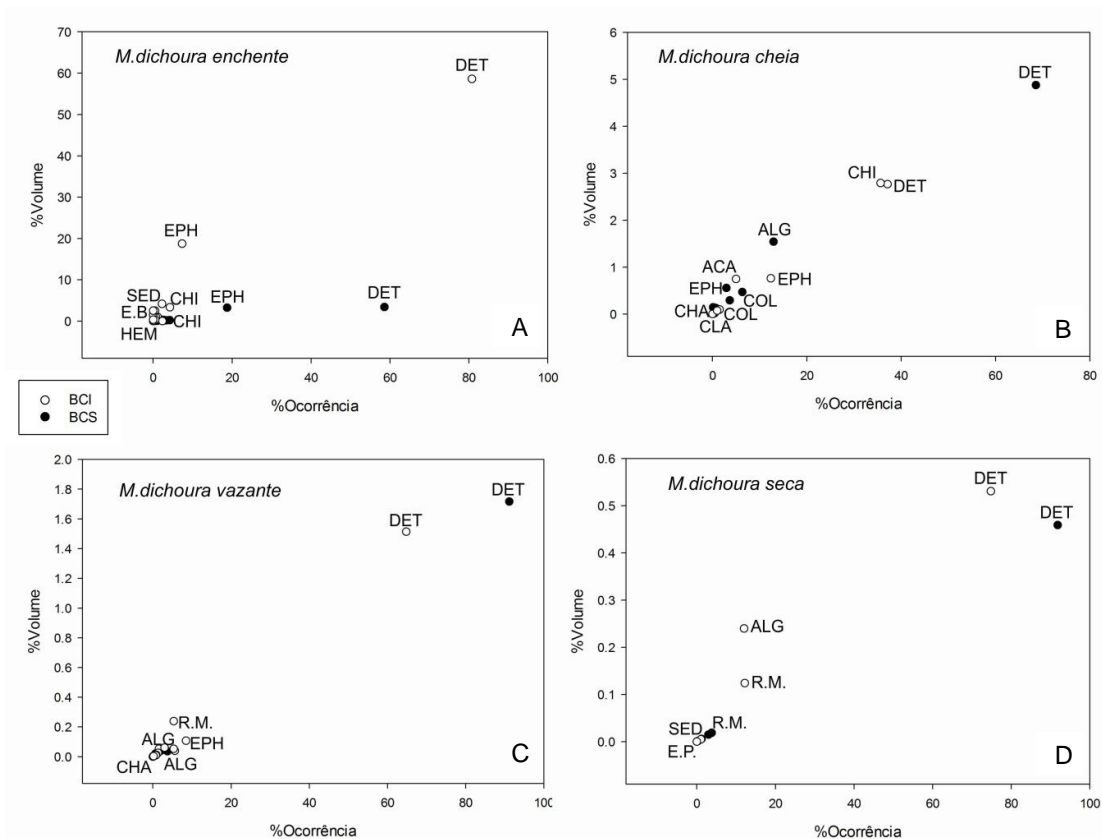 M.dichoura enchente
%Volume
70
60
50
40
30
20
10
0
DET
EPH
SED
CHI
E.B
HEM
CHI
EPH
DET
A
0 20 40 60 80 100
%Ocorrência
M.dichoura cheia
%Volume
6
5
4
3
2
1
0
DET
CHI
DET
ALG
ACA
EPH
EPH
COL
CHA
COL
CLA
B
0 20 40 60 80
%Ocorrência
BCI
BCS
M.dichoura vazante
%Volume
2.0
1.8
1.6
1.4
1.2
1.0
0.8
0.6
0.4
0.2
0.0
DET
DET
R.M.
ALG
EPH
CHA
ALG
C
0 20 40 60 80 100
%Ocorrência
M.dichoura seca
%Volume
0.6
0.5
0.4
0.3
0.2
0.1
0.0
DET
DET
ALG
R.M.
SED
R.M.
E.P.
D
0 20 40 60 80 100
%Ocorrência